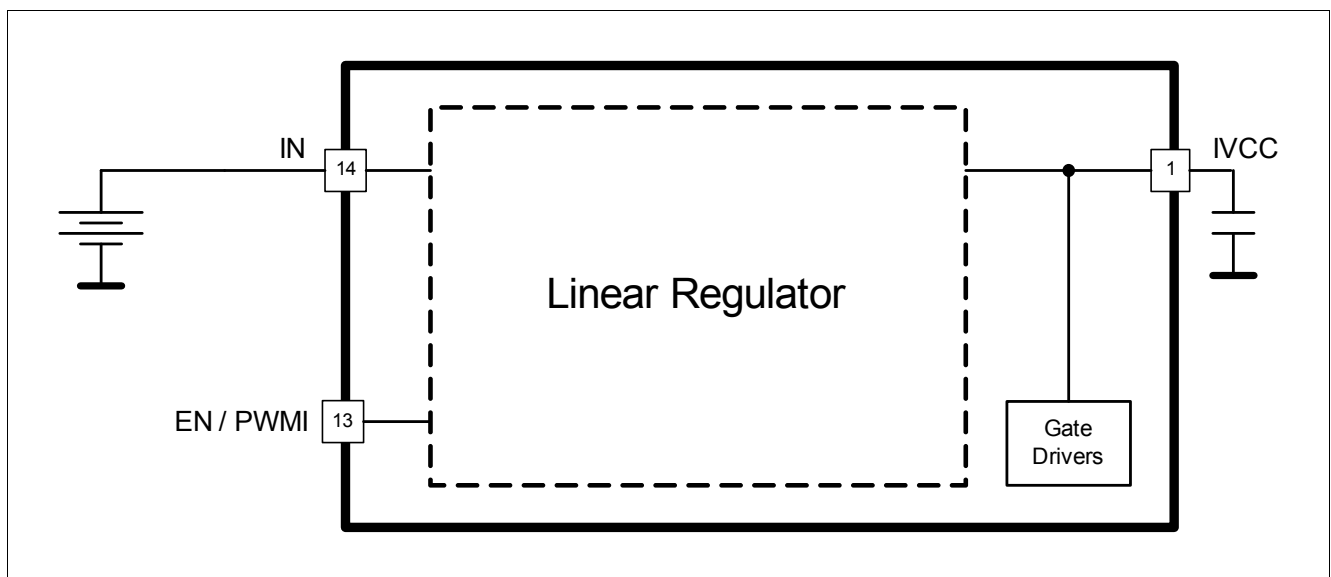 IN
14
1
IVCC
Linear Regulator
EN / PWMI
13
Gate
Drivers